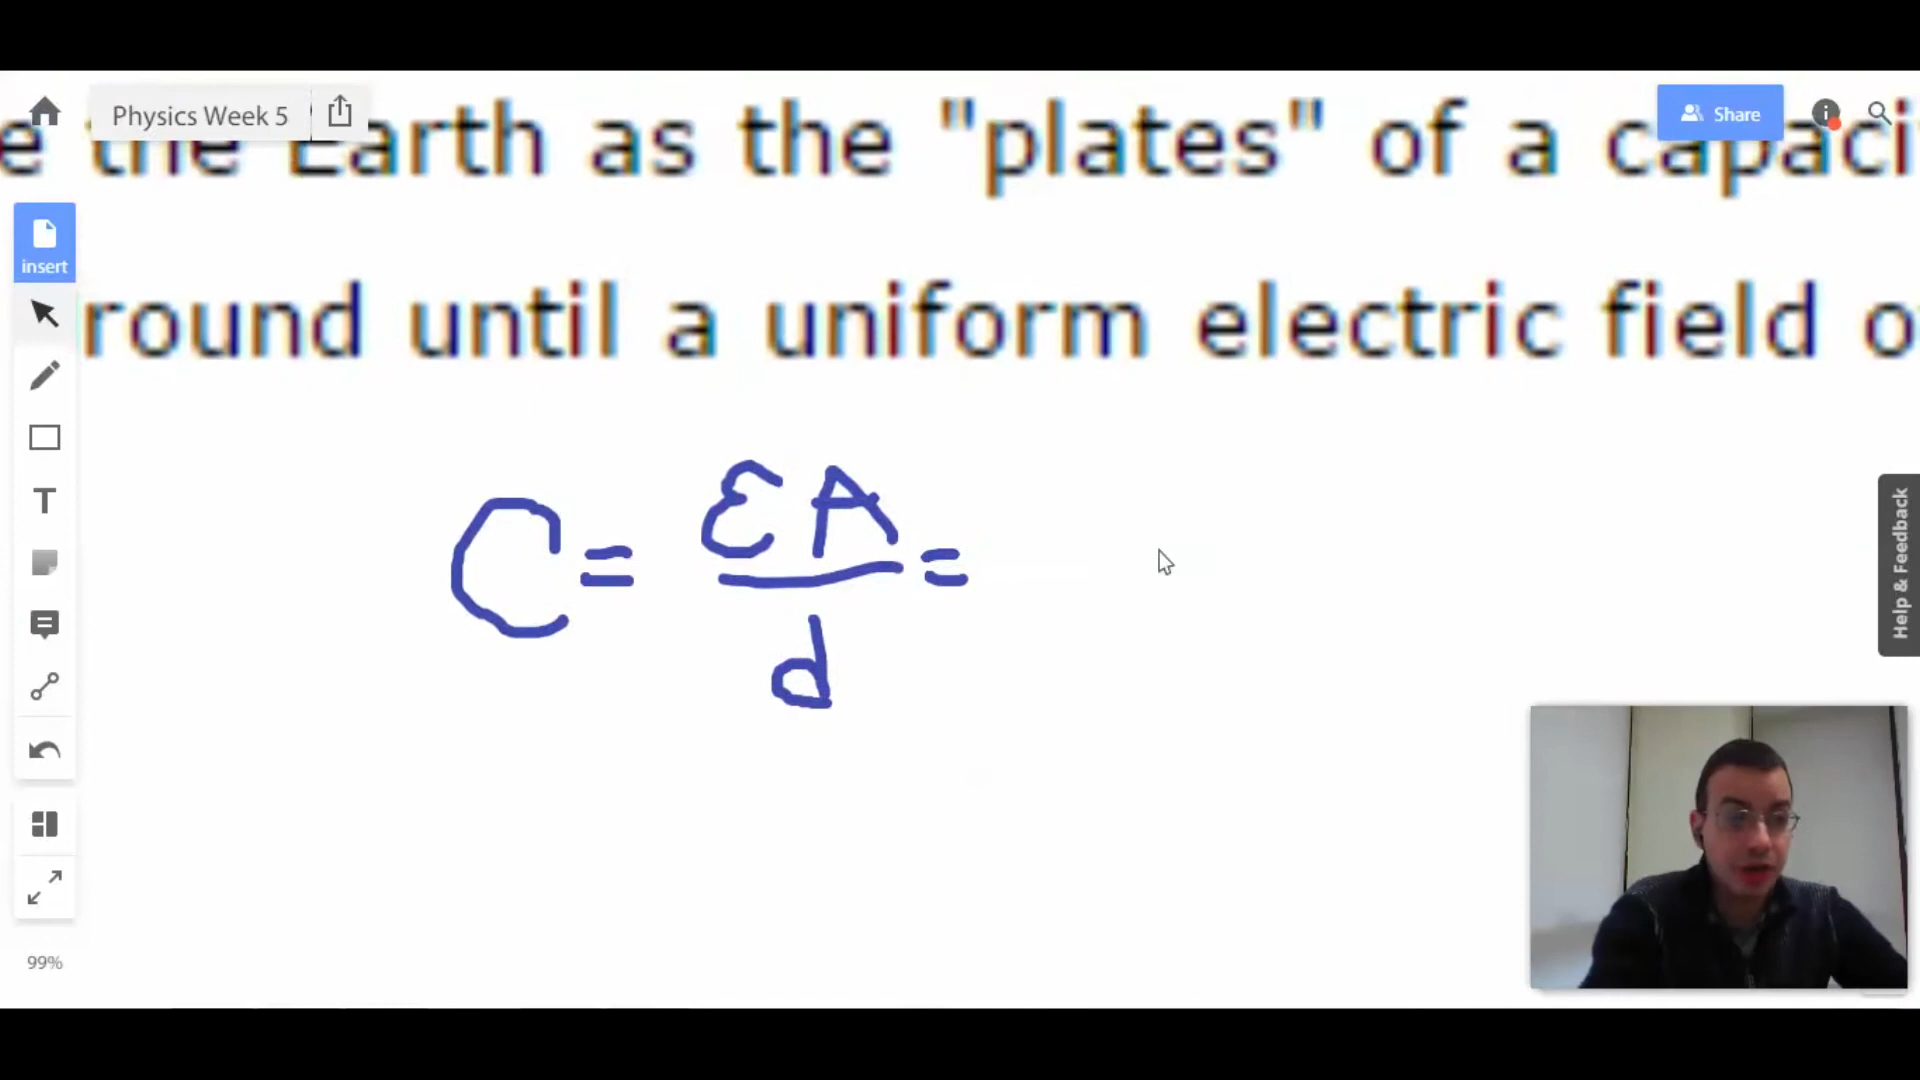 Physics Week 5
Share
e the Earth as the "plates" of a capaci
insert
round until a uniform electric field o
T
C = εA =
d
Help & Feedback
99%